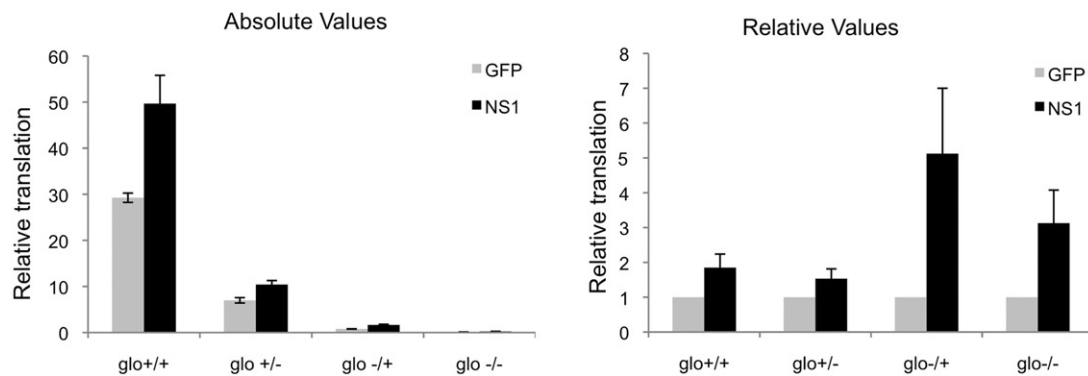 Absolute Values
Relative translation
60
50
40
30
20
10
0
GFP
NS1
glo+/+ glo +/- glo -/+ glo -/-
Relative Values
Relative translation
8
7
6
5
4
3
2
1
0
GFP
NS1
glo+/+ glo+/- glo-/+ glo-/-